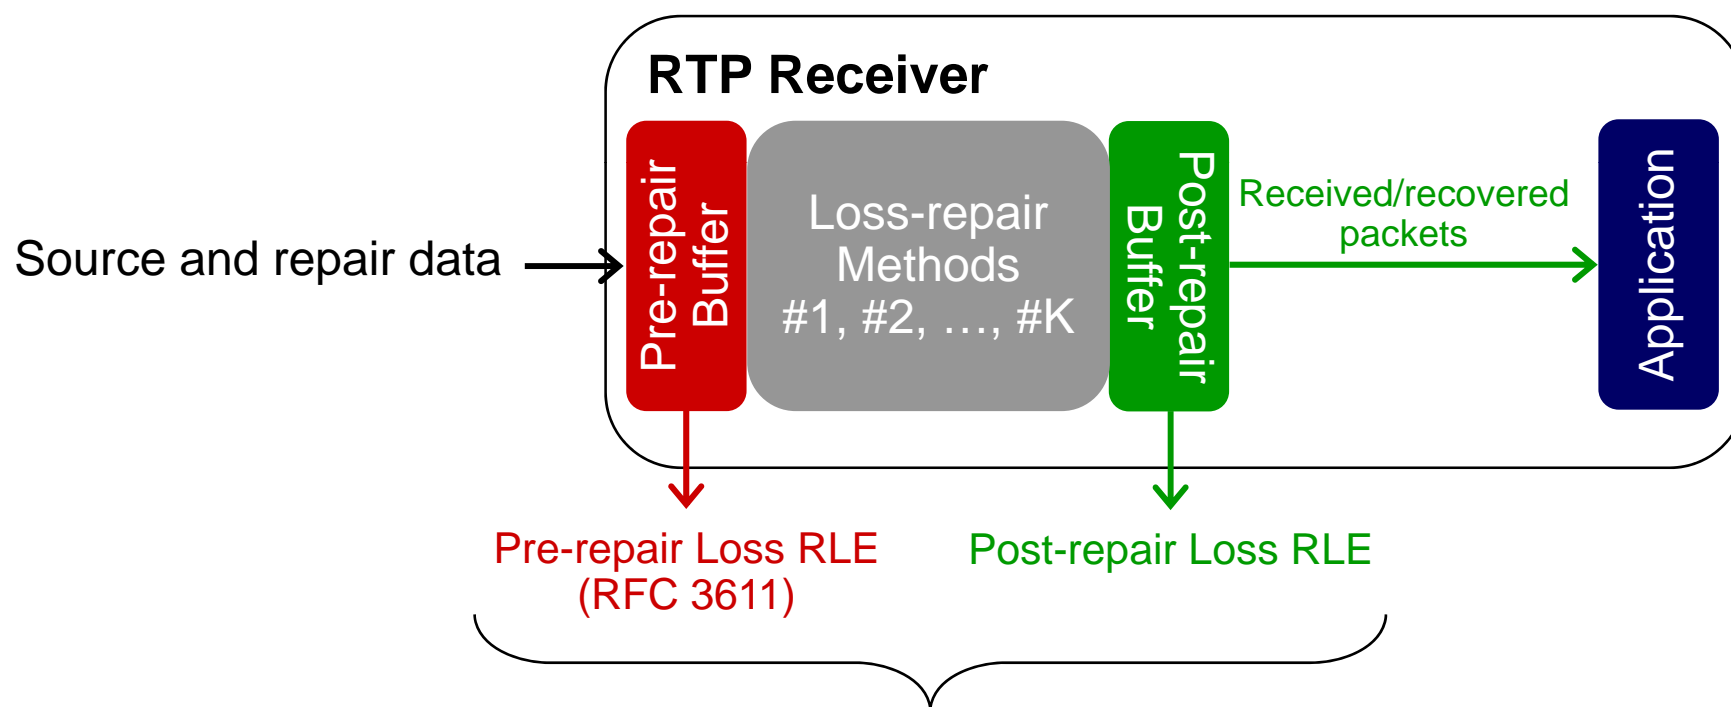 RTP Receiver
Source and repair data
Pre-repair
Buffer
Loss-repair
Methods
#1, #2, …, #K
Post-repair
Buffer
Received/recovered
packets
Application
Pre-repair Loss RLE
(RFC 3611)
Post-repair Loss RLE